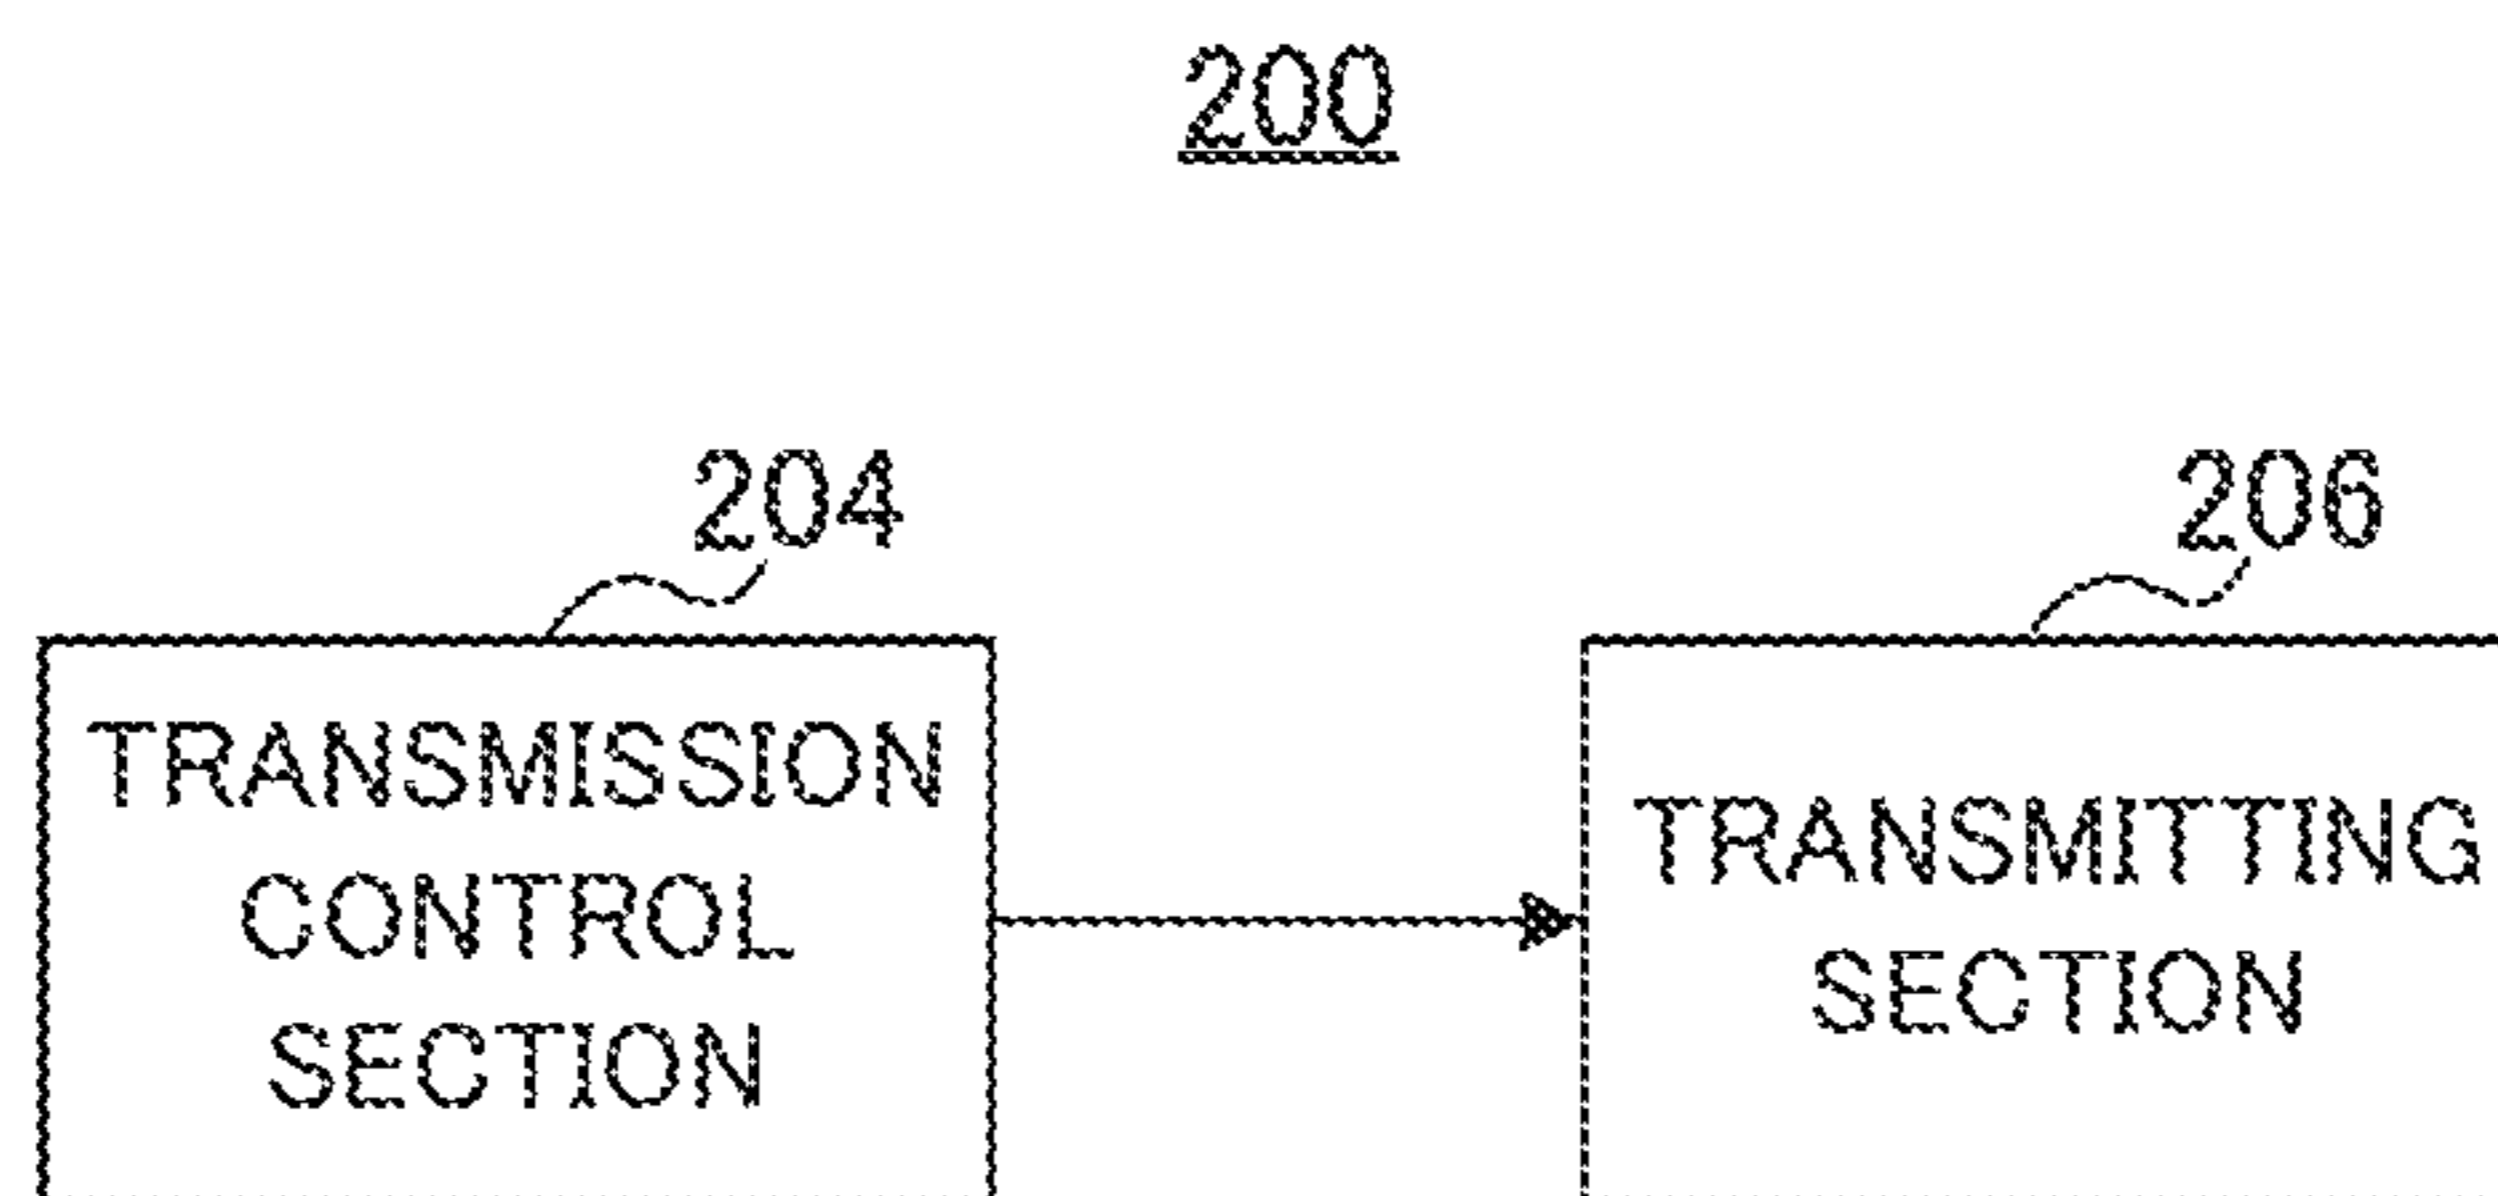 200
204
206
TRANSMISSION
CONTROL
SECTION
TRANSMITTING
SECTION